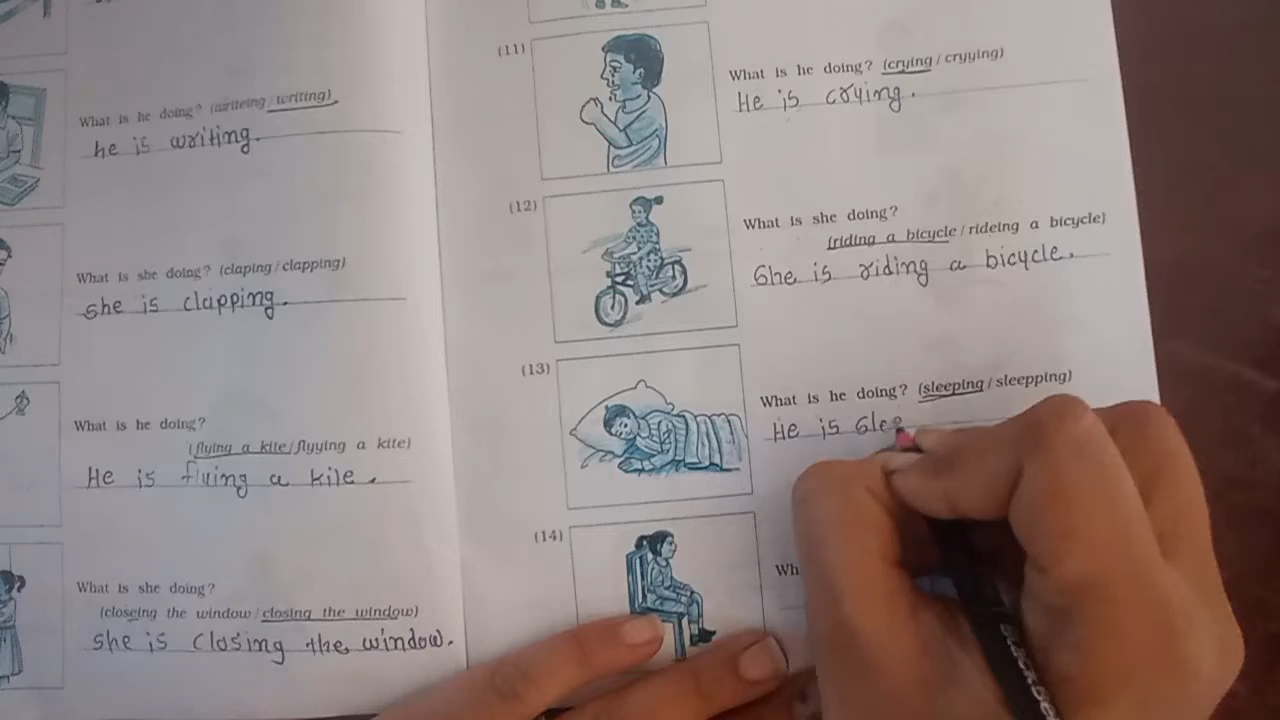 What is he doing? (writeing / writing)
he is writing.
What is she doing? (claping / clapping)
she is clapping.
What is he doing?
(flying a kite / flyying a kite)
He is flying a kite.
What is she doing?
(closeing the window / closing the window)
She is closing the window.
(11)
What is he doing? (crying / cryying)
He is crying.
(12)
What is she doing?
(riding a bicycle / rideing a bicycle)
She is riding a bicycle.
(13)
What is he doing? (sleeping / sleepping)
He is slee
(14)
Wh